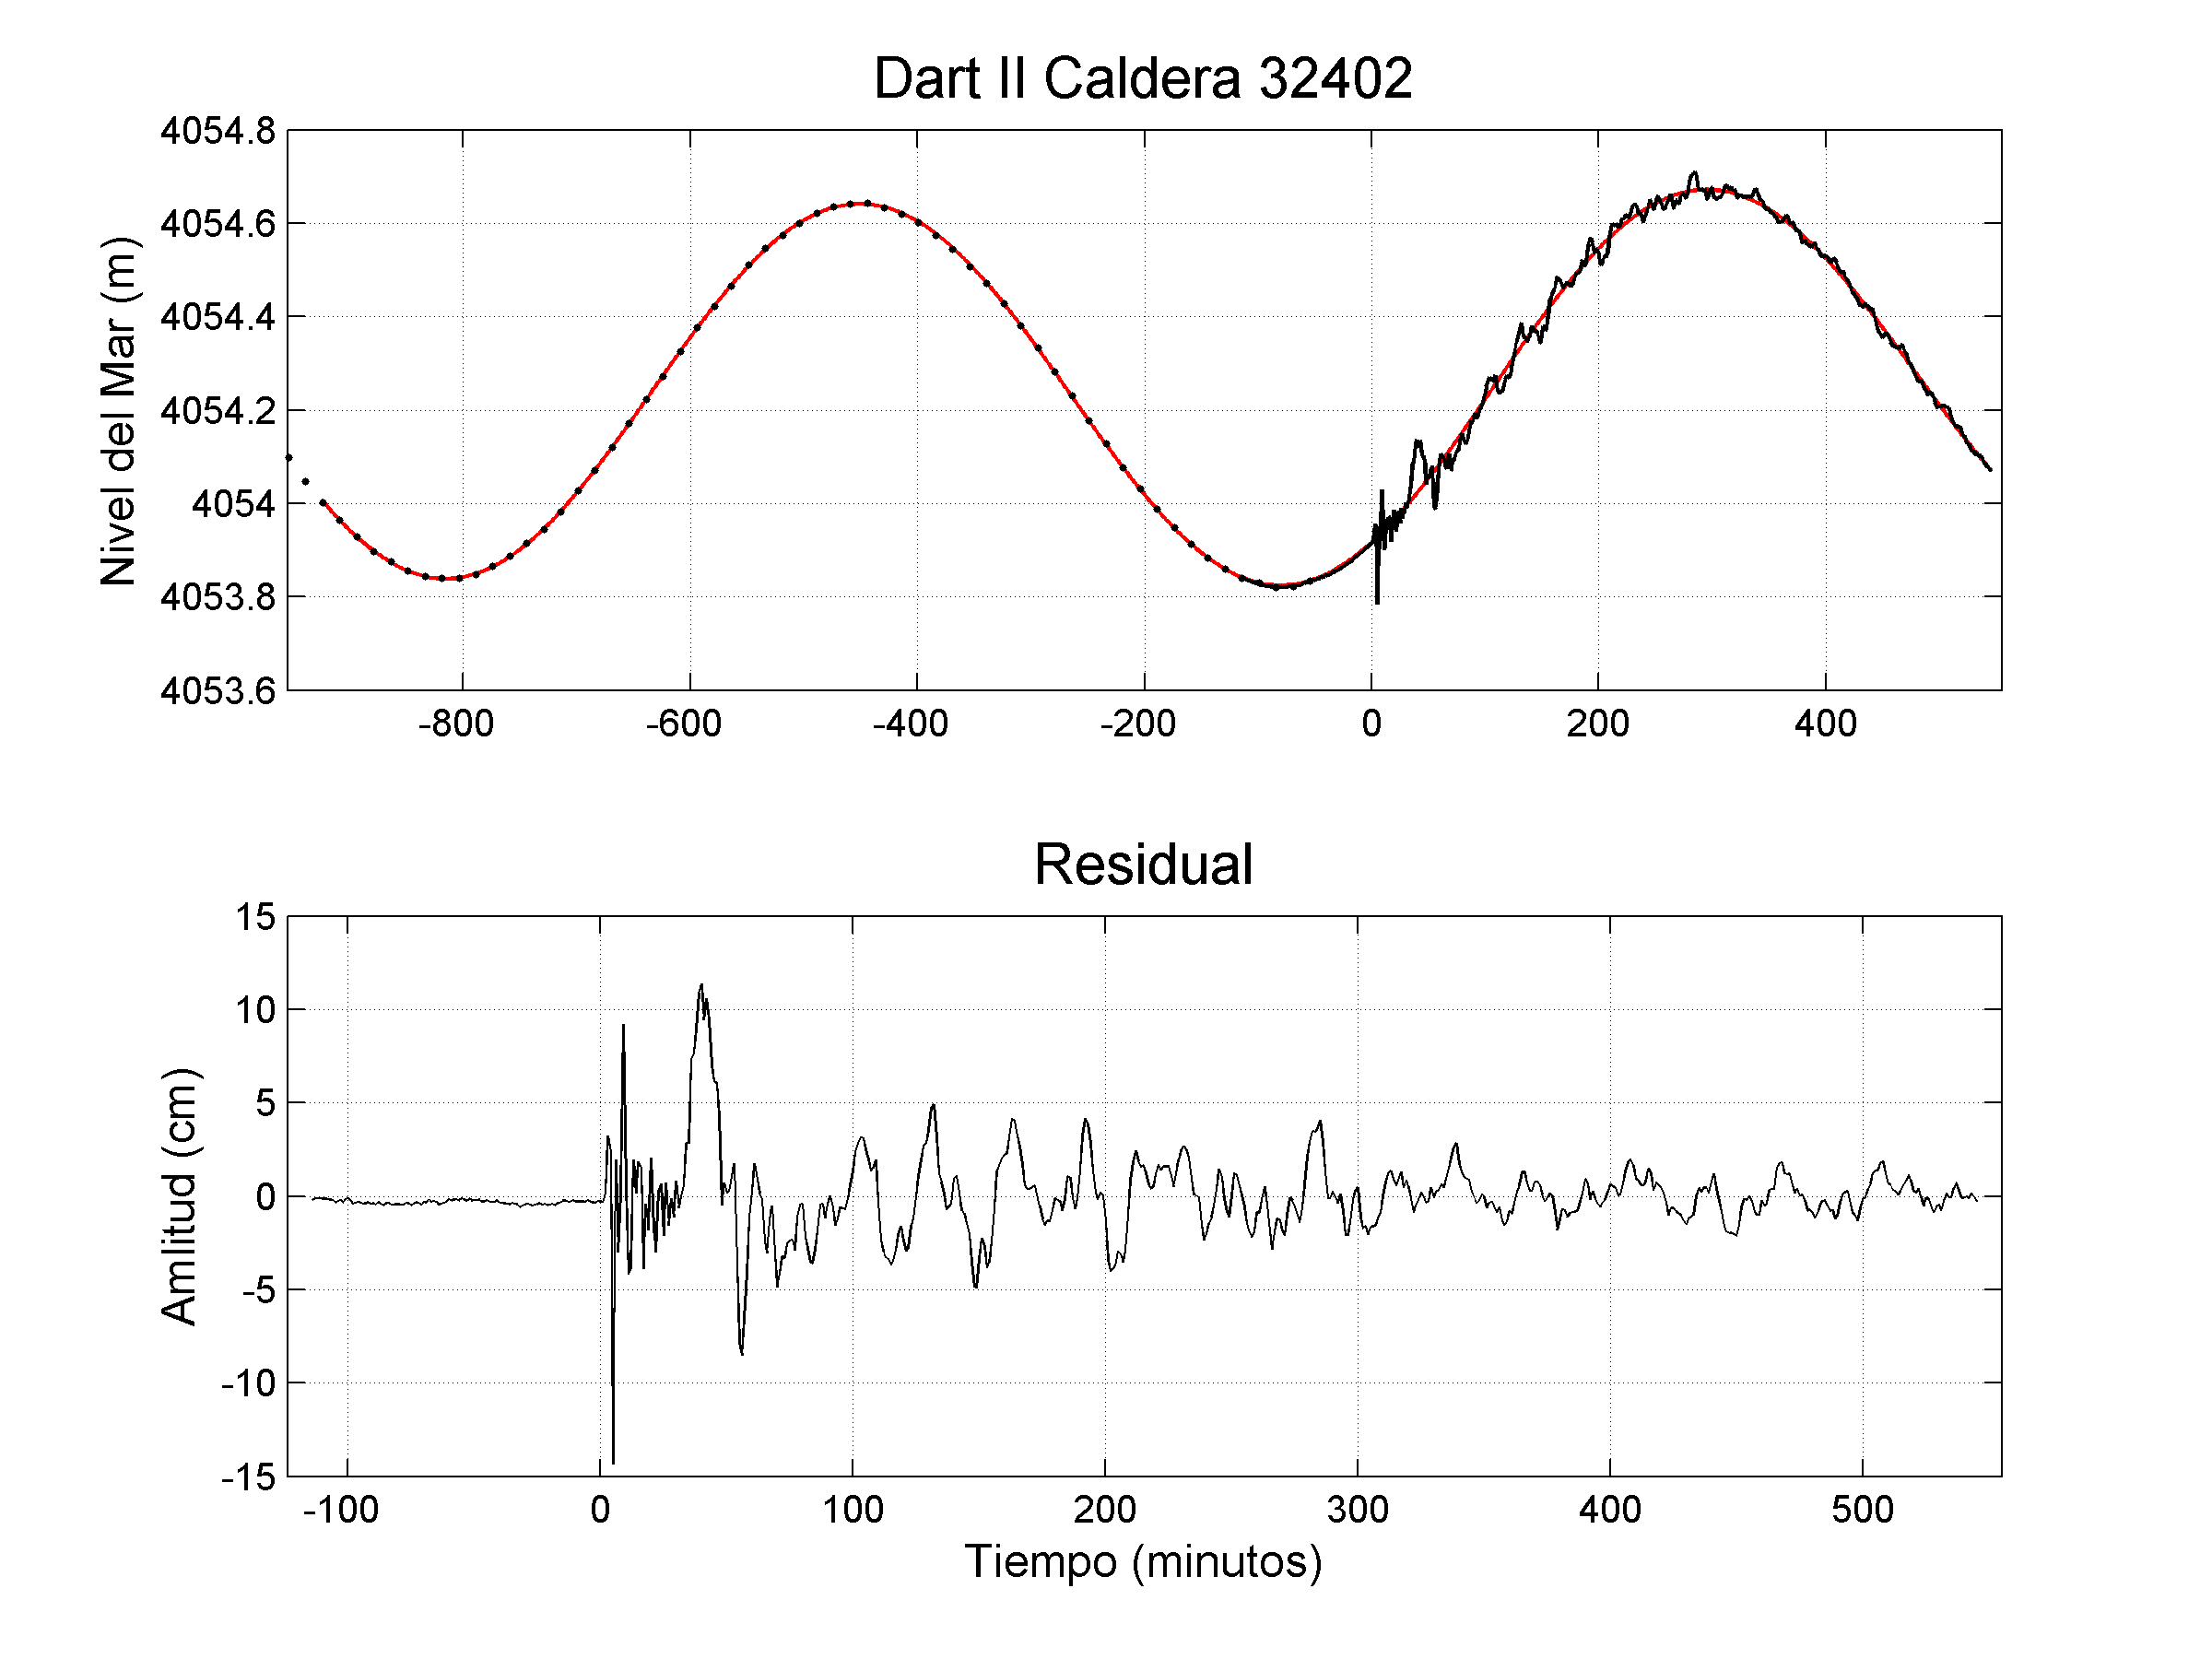 Dart II Caldera 32402
Nivel del Mar (m)
4054.8
4054.6
4054.4
4054.2
4054
4053.8
4053.6
-800 -600 -400 -200 0 200 400
Residual
Amlitud (cm)
15
10
5
0
-5
-10
-15
-100 0 100 200 300 400 500
Tiempo (minutos)